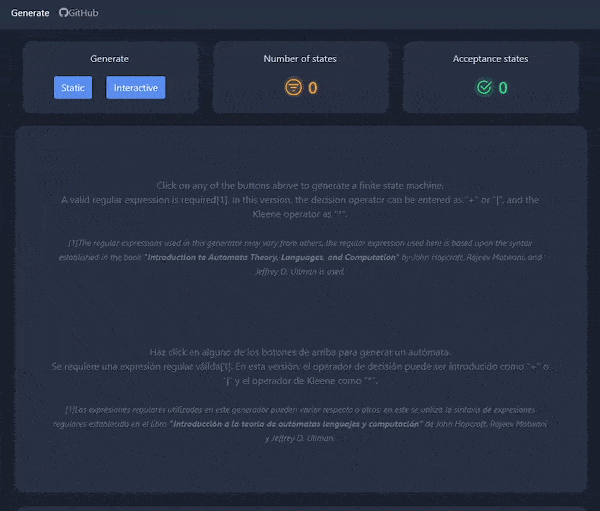 Generate GitHub
Generate
Static Interactive
Number of states
0
Acceptance states
0
Click on any of the buttons above to generate a finite state machine.
A valid regular expression is required[1]. In this version, the decision operator can be entered as "+" or "|", and the
Kleene operator as "*".
[1]The regular expressions used in this generator may vary from others, the regular expression used here is based upon the syntax
established in the book "Introduction to Automata Theory, Languages, and Computation" by John Hopcroft, Rajeev Motwani, and
Jeffrey D. Ullman is used.
Haz click en alguno de los botones de arriba para generar un autómata.
Se requiere una expresión regular válida[1]. En esta versión, el operador de decisión puede ser introducido como "+" o
"|" y el operador de Kleene como "*".
[1]Las expresiones regulares utilizadas en este generador pueden variar respecto a otros; en este se utiliza la sintaxis de expresiones
regulares establecida en el libro "Introducción a la teoría de autómatas lenguajes y computación" de John Hopcroft, Rajeev Motwani
y Jeffrey D. Ullman.